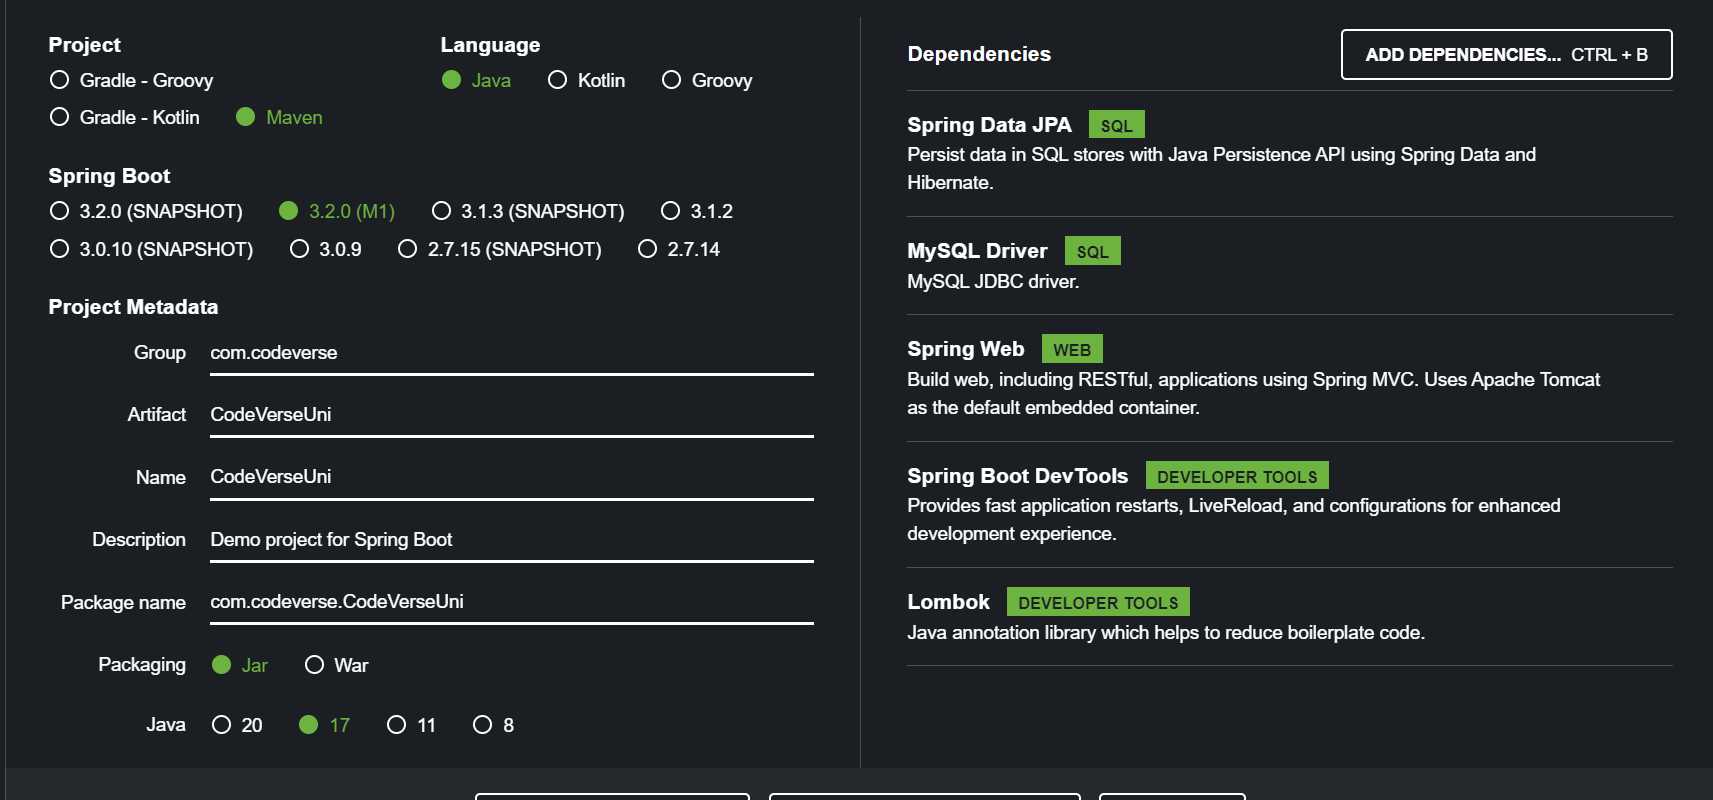 Project
Gradle - Groovy
Gradle - Kotlin Maven
Language
Java Kotlin Groovy
Spring Boot
3.2.0 (SNAPSHOT) 3.2.0 (M1) 3.1.3 (SNAPSHOT) 3.1.2
3.0.10 (SNAPSHOT) 3.0.9 2.7.15 (SNAPSHOT) 2.7.14
Project Metadata
Group com.codeverse
Artifact CodeVerseUni
Name CodeVerseUni
Description Demo project for Spring Boot
Package name com.codeverse.CodeVerseUni
Packaging Jar War
Java 20 17 11 8
Dependencies ADD DEPENDENCIES... CTRL + B
Spring Data JPA SQL
Persist data in SQL stores with Java Persistence API using Spring Data and
Hibernate.
MySQL Driver SQL
MySQL JDBC driver.
Spring Web WEB
Build web, including RESTful, applications using Spring MVC. Uses Apache Tomcat
as the default embedded container.
Spring Boot DevTools DEVELOPER TOOLS
Provides fast application restarts, LiveReload, and configurations for enhanced
development experience.
Lombok DEVELOPER TOOLS
Java annotation library which helps to reduce boilerplate code.